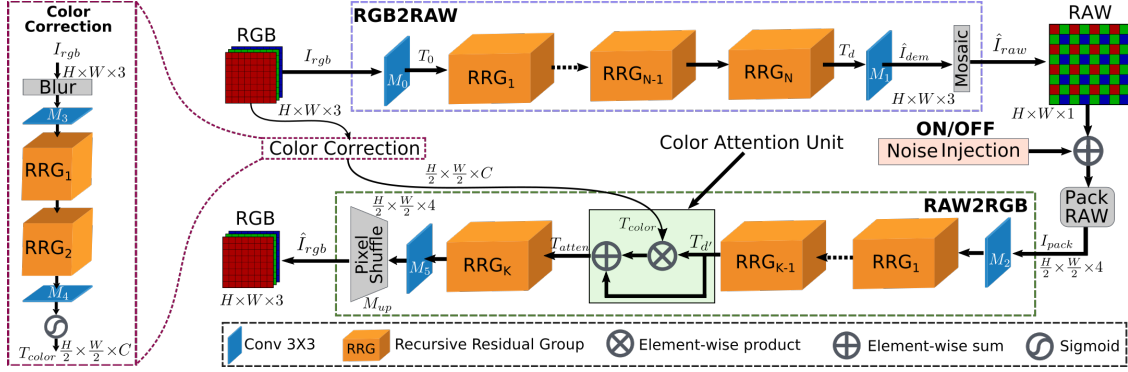 Color
Correction
I_rgb
H×W×3
Blur
M_3
RRG_1
RRG_2
M_4
T_color H/2 × W/2 × C
RGB2RAW
RGB
I_rgb
M_0
T_0
RRG_1
RRG_N-1
RRG_N
T_d
M_1
Î_dem
H×W×3
Mosaic
Î_raw
RAW
H×W×1
H×W×3
Color Correction
H/2 × W/2 × C
Color Attention Unit
ON/OFF
Noise Injection
Pack
RAW
RAW2RGB
I_pack
H/2 × W/2 × 4
M_2
RRG_1
RRG_K-1
T_d'
T_color
T_atten
RRG_K
M_5
H/2 × W/2 × 4
Pixel
Shuffle
M_up
Î_rgb
RGB
H×W×3
Conv 3X3
RRG
Recursive Residual Group
Element-wise product
Element-wise sum
Sigmoid